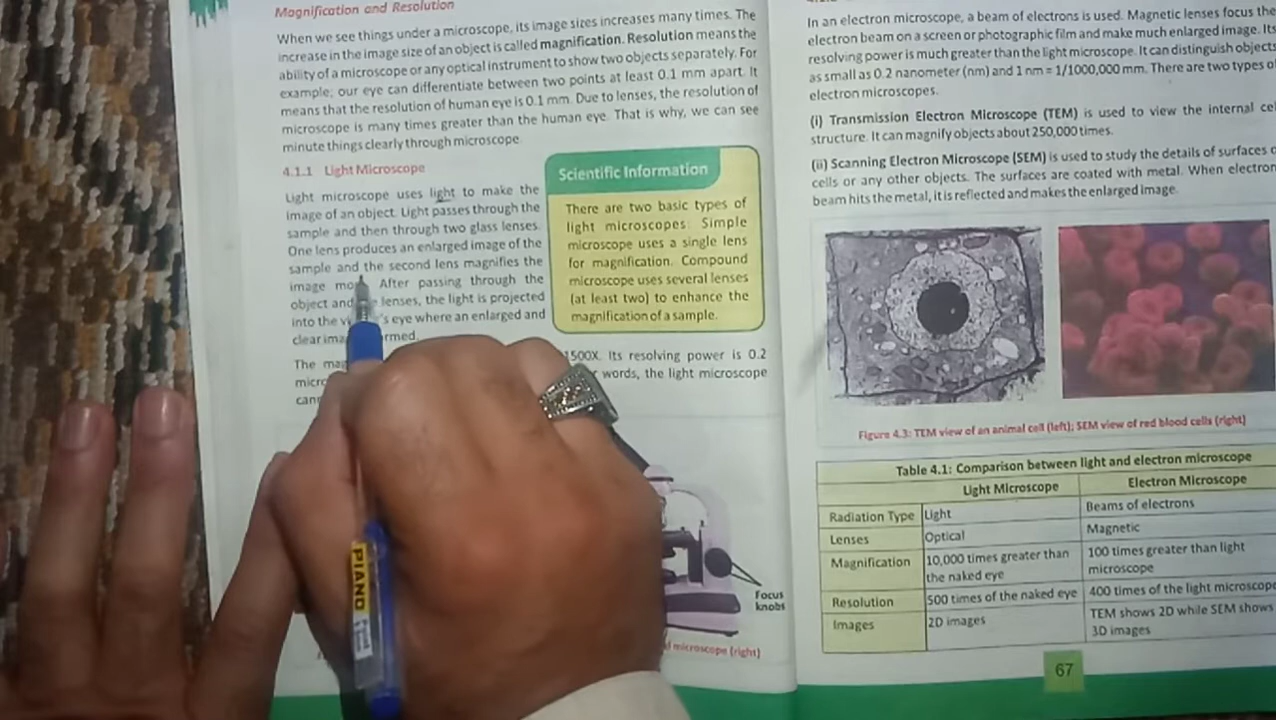 Magnification and Resolution
When we see things under a microscope, its image sizes increases many times. The
increase in the image size of an object is called magnification. Resolution means the
ability of a microscope or any optical instrument to show two objects separately. For
example; our eye can differentiate between two points at least 0.1 mm apart. It
means that the resolution of human eye is 0.1 mm. Due to lenses, the resolution of
microscope is many times greater than the human eye. That is why, we can see
minute things clearly through microscope.
4.1.1 Light Microscope
Light microscope uses light to make the
image of an object. Light passes through the
sample and then through two glass lenses.
One lens produces an enlarged image of the
sample and the second lens magnifies the
image After passing through the
object and lenses, the light is projected
into the eye where an enlarged and
clear
The
Scientific Information
There are two basic types of
light microscopes: Simple
microscope uses a single lens
for magnification. Compound
microscope uses several lenses
(at least two) to enhance the
magnification of a sample.
1500X. Its resolving power is 0.2
words, the light microscope
Focus
knobs
microscope (right)
PIANO
In an electron microscope, a beam of electrons is used. Magnetic lenses focus the
electron beam on a screen or photographic film and make much enlarged image. Its
resolving power is much greater than the light microscope. It can distinguish objects
as small as 0.2 nanometer (nm) and 1 nm = 1/1000,000 mm. There are two types of
electron microscopes.
(i) Transmission Electron Microscope (TEM) is used to view the internal cel
structure. It can magnify objects about 250,000 times.
(ii) Scanning Electron Microscope (SEM) is used to study the details of surfaces o
cells or any other objects. The surfaces are coated with metal. When electron
beam hits the metal, it is reflected and makes the enlarged image.
Figure 4.3: TEM view of an animal cell (left); SEM view of red blood cells (right)
Table 4.1: Comparison between light and electron microscope
Light Microscope Electron Microscope
Radiation Type Light Beams of electrons
Lenses Optical Magnetic
Magnification 10,000 times greater than the naked eye 100 times greater than light microscope
Resolution 500 times of the naked eye 400 times of the light microscope
Images 2D images TEM shows 2D while SEM shows 3D images
67